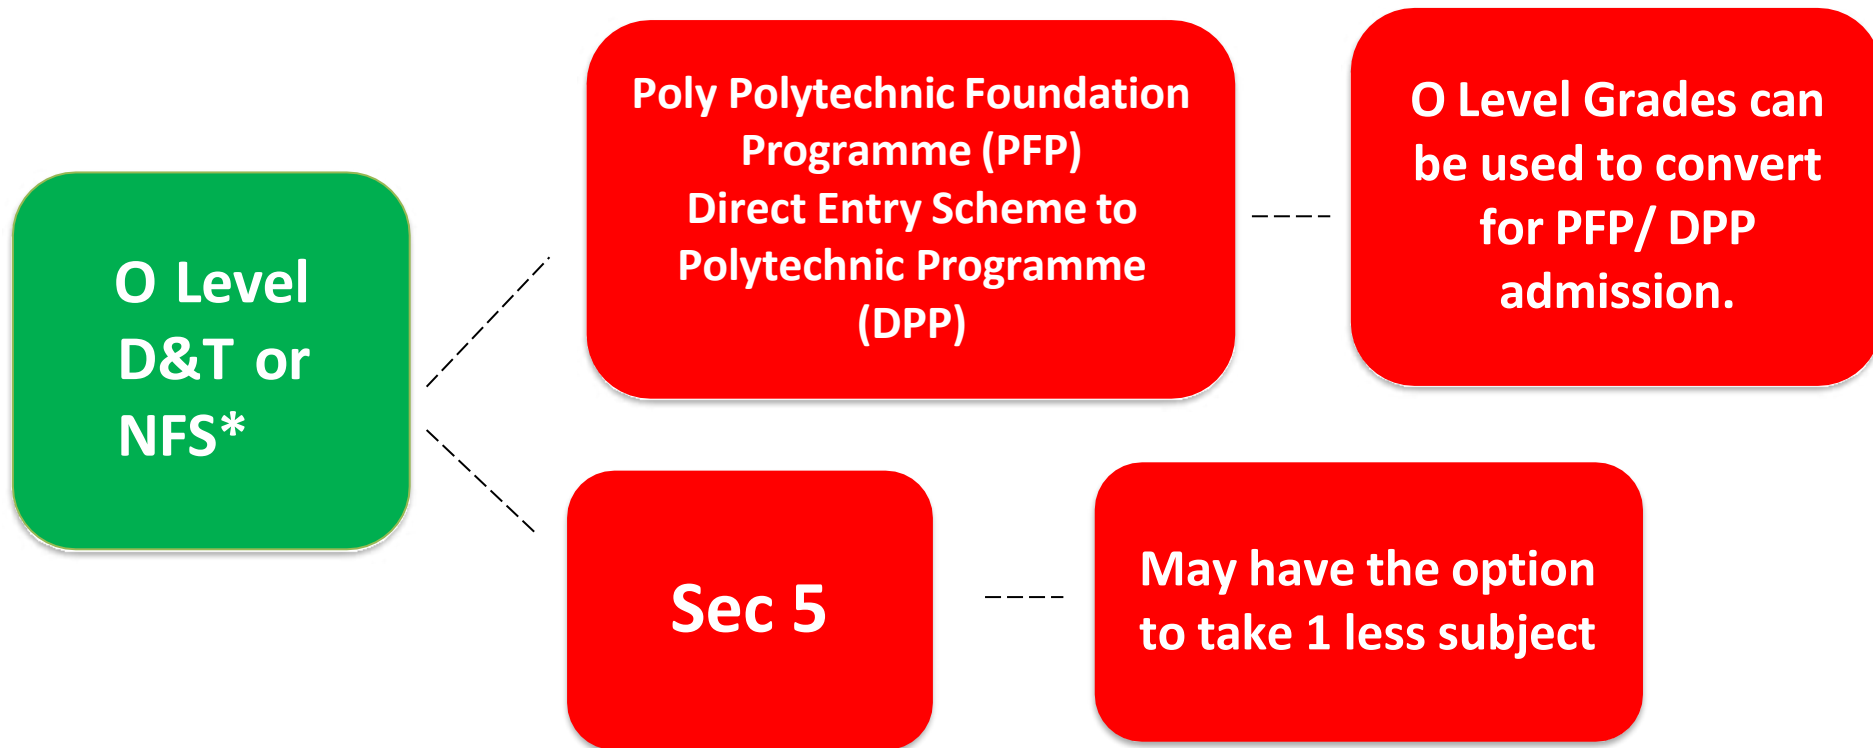 O Level
D&T or
NFS*
Poly Polytechnic Foundation
Programme (PFP)
Direct Entry Scheme to
Polytechnic Programme
(DPP)
O Level Grades can
be used to convert
for PFP/ DPP
admission.
Sec 5
May have the option
to take 1 less subject